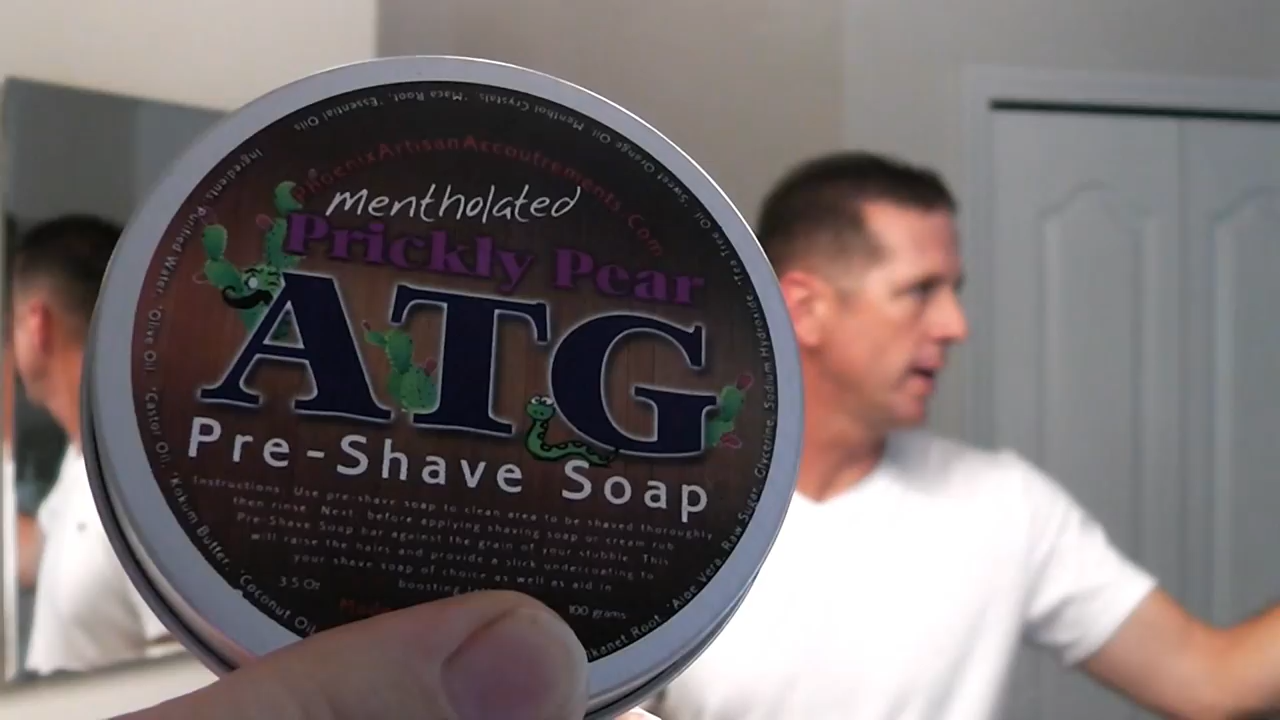 PhoenixArtisanAccoutrements.Com
mentholated
Prickly Pear
ATG
Pre-Shave Soap
Instructions: Use pre-shave soap to clean area to be shaved thoroughly
then rinse. Next, before applying shaving soap or cream rub
Pre-Shave Soap bar against the grain of your stubble. This
will raise the hairs and provide a slick undercoating to
your shave soap of choice as well as aid in
boosting
3.5 Oz
100 grams
Ingredients: Purified Water, *Olive Oil, *Castor Oil, *Kokum Butter, *Coconut Oil
Alkanet Root, *Aloe Vera, Raw Sugar, Glycerine, Sodium Hydroxide, *Tea Tree Oil, *Sweet Orange Oil, Menthol Crystals, *Maca Root, *Essential Oils